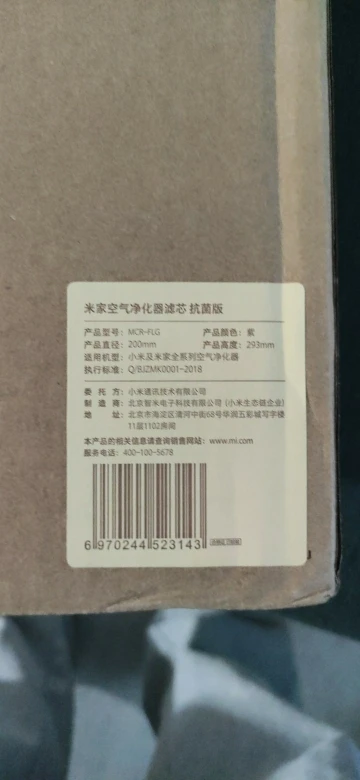 米家空气净化器滤芯 抗菌版
产品型号: MCR-FLG 产品颜色: 紫
产品直径: 200mm 产品高度: 293mm
适用机型: 小米及米家全系列空气净化器
执行标准: Q/BJZMK0001-2018
委 托 方: 小米通讯技术有限公司
制 造 商: 北京智米电子科技有限公司 (小米生态链企业)
地 址: 北京市海淀区清河中街68号华润五彩城写字楼
11层1102房间
本产品的相关信息请查询销售网站: www.mi.com
服务电话: 400-100-5678
6 970244 523143